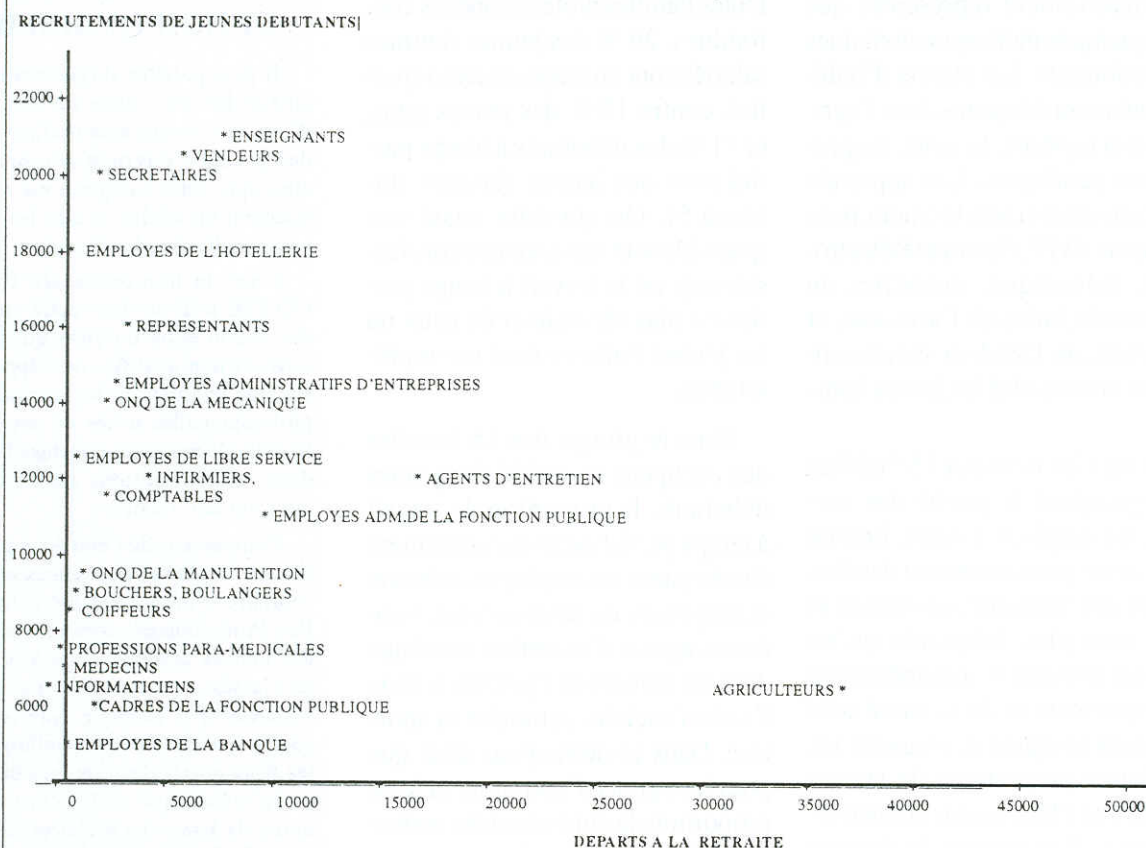 RECRUTEMENTS DE JEUNES DEBUTANTS|
22000
* ENSEIGNANTS
* VENDEURS
20000
* SECRETAIRES
18000 * EMPLOYES DE L'HOTELLERIE
16000
* REPRESENTANTS
* EMPLOYES ADMINISTRATIFS D'ENTREPRISES
14000
* ONQ DE LA MECANIQUE
* EMPLOYES DE LIBRE SERVICE
12000
* INFIRMIERS,
* AGENTS D'ENTRETIEN
* COMPTABLES
* EMPLOYES ADM.DE LA FONCTION PUBLIQUE
10000
* ONQ DE LA MANUTENTION
* BOUCHERS, BOULANGERS
* COIFFEURS
8000
* PROFESSIONS PARA-MEDICALES
* MEDECINS
* INFORMATICIENS
AGRICULTEURS *
6000
*CADRES DE LA FONCTION PUBLIQUE
* EMPLOYES DE LA BANQUE
0 5000 10000 15000 20000 25000 30000 35000 40000 45000 50000
DEPARTS A LA RETRAITE